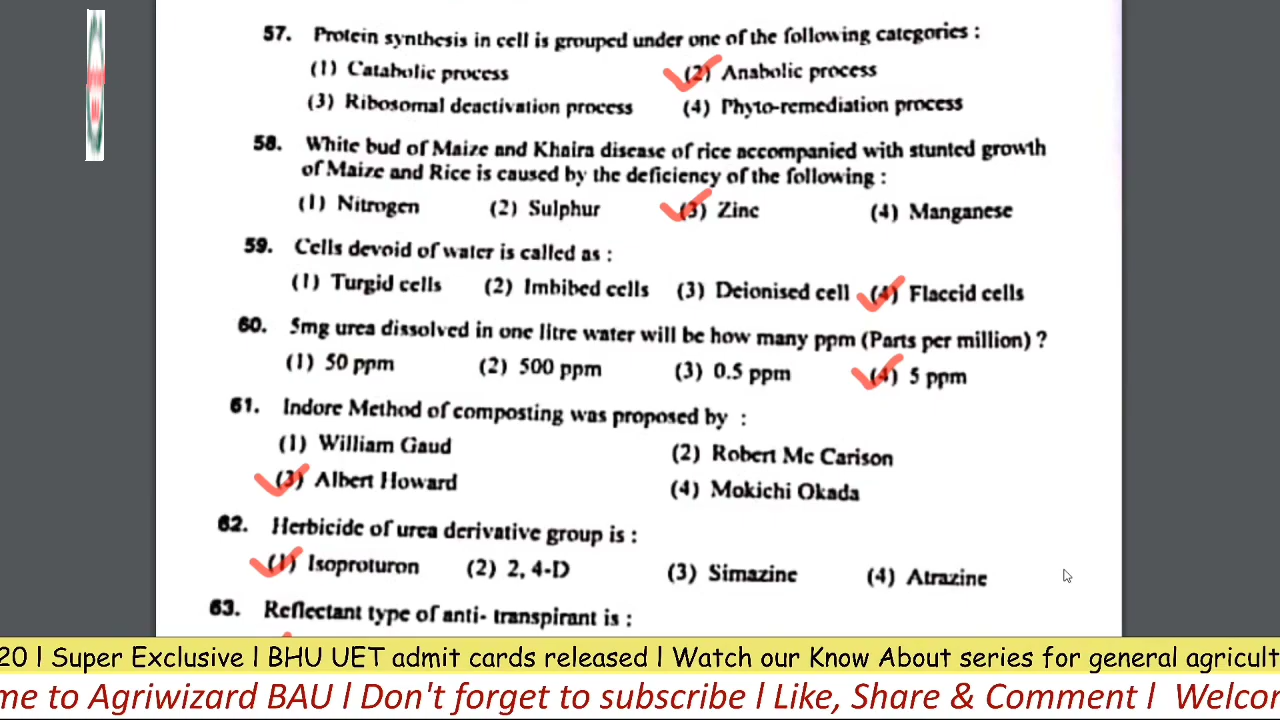 57. Protein synthesis in cell is grouped under one of the following categories :
(1) Catabolic process (2) Anabolic process
(3) Ribosomal deactivation process (4) Phyto-remediation process
58. White bud of Maize and Khaira disease of rice accompanied with stunted growth
of Maize and Rice is caused by the deficiency of the following :
(1) Nitrogen (2) Sulphur (3) Zinc (4) Manganese
59. Cells devoid of water is called as :
(1) Turgid cells (2) Imbibed cells (3) Deionised cell (4) Flaccid cells
60. 5mg urea dissolved in one litre water will be how many ppm (Parts per million) ?
(1) 50 ppm (2) 500 ppm (3) 0.5 ppm (4) 5 ppm
61. Indore Method of composting was proposed by :
(1) William Gaud (2) Robert Mc Carison
(3) Albert Howard (4) Mokichi Okada
62. Herbicide of urea derivative group is :
(1) Isoproturon (2) 2, 4-D (3) Simazine (4) Atrazine
63. Reflectant type of anti- transpirant is :
20 l Super Exclusive l BHU UET admit cards released l Watch our Know About series for general agricult
me to Agriwizard BAU l Don't forget to subscribe l Like, Share & Comment l Welcor